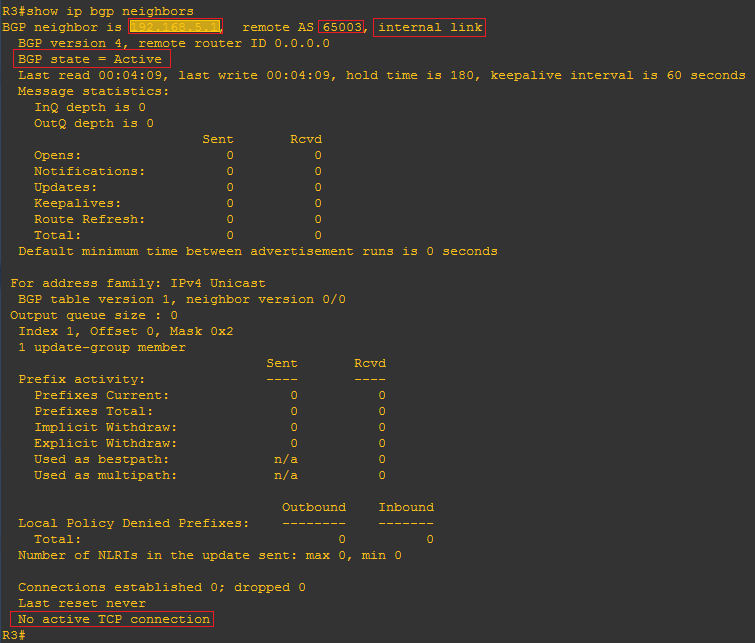 R3#show ip bgp neighbors
BGP neighbor is 192.168.5.1,  remote AS 65003, internal link
  BGP version 4, remote router ID 0.0.0.0
  BGP state = Active
  Last read 00:04:09, last write 00:04:09, hold time is 180, keepalive interval is 60 seconds
  Message statistics:
    InQ depth is 0
    OutQ depth is 0
                         Sent       Rcvd
    Opens:                  0          0
    Notifications:          0          0
    Updates:                0          0
    Keepalives:             0          0
    Route Refresh:          0          0
    Total:                  0          0
  Default minimum time between advertisement runs is 0 seconds
 For address family: IPv4 Unicast
  BGP table version 1, neighbor version 0/0
 Output queue size : 0
  Index 1, Offset 0, Mask 0x2
  1 update-group member
                                 Sent       Rcvd
  Prefix activity:               ----       ----
    Prefixes Current:               0          0
    Prefixes Total:                 0          0
    Implicit Withdraw:              0          0
    Explicit Withdraw:              0          0
    Used as bestpath:             n/a          0
    Used as multipath:            n/a          0
                                   Outbound    Inbound
  Local Policy Denied Prefixes:    --------    -------
    Total:                                0          0
  Number of NLRIs in the update sent: max 0, min 0
  Connections established 0; dropped 0
  Last reset never
  No active TCP connection
R3#